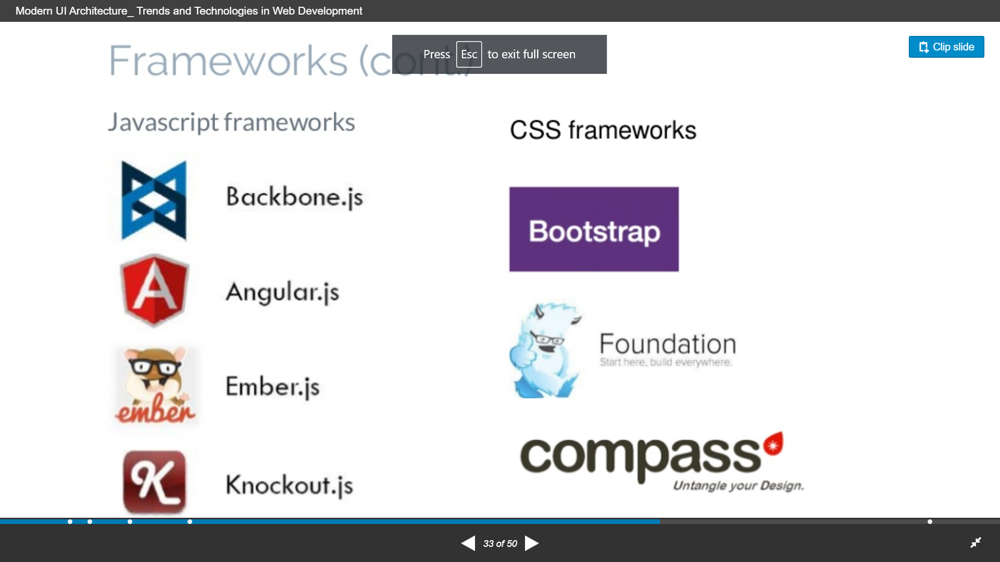 Modern UI Architecture_ Trends and Technologies in Web Development
Frameworks (cont.)
Press Esc to exit full screen
Clip slide
Javascript frameworks
Backbone.js
Angular.js
ember
Ember.js
K
Knockout.js
CSS frameworks
Bootstrap
Foundation
Start here, build everywhere.
compass
Untangle your Design.
33 of 50